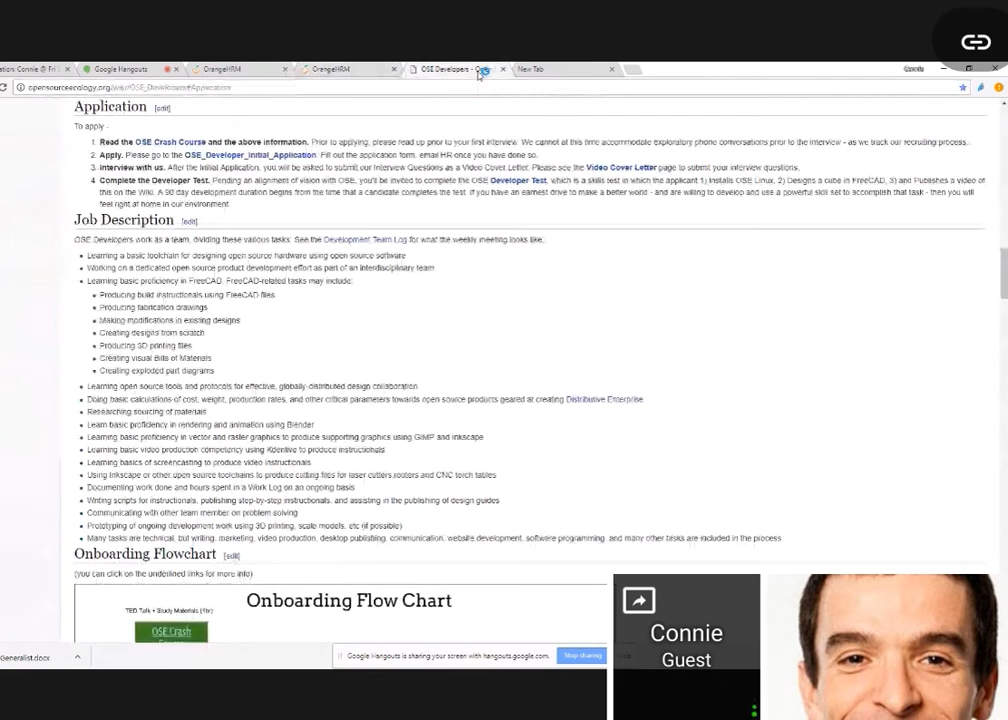 ation: Connie @ Fri Google Hangouts OrangeHRM OrangeHRM OSE Developers - New Tab Connie
opensourceecology.org/wiki/OSE_Developers#Application
Application [edit]
To apply -
1. Read the OSE Crash Course and the above information. Prior to applying, please read up prior to your first interview. We cannot at this time accommodate exploratory phone conversations prior to the interview - as we track our recruiting process.
2. Apply. Please go to the OSE_Developer_Initial_Application. Fill out the application form, email HR once you have done so.
3. Interview with us. After the Initial Application, you will be asked to submit our Interview Questions as a Video Cover Letter. Please see the Video Cover Letter page to submit your interview questions.
4. Complete the Developer Test. Pending an alignment of vision with OSE, you'll be invited to complete the OSE Developer Test, which is a skills test in which the applicant 1) Installs OSE Linux, 2) Designs a cube in FreeCAD, 3) and Publishes a video of
this on the Wiki. A 90 day development duration begins from the time that a candidate completes the test. If you have an earnest drive to make a better world - and are willing to develop and use a powerful skill set to accomplish that task - then you will
feel right at home in our environment.
Job Description [edit]
OSE Developers work as a team, dividing these various tasks: See the Development Team Log for what the weekly meeting looks like.
• Learning a basic toolchain for designing open source hardware using open source software
• Working on a dedicated open source product development effort as part of an interdisciplinary team
• Learning basic proficiency in FreeCAD. FreeCAD-related tasks may include:
• Producing build instructionals using FreeCAD files
• Producing fabrication drawings
• Making modifications in existing designs
• Creating designs from scratch
• Producing 3D printing files
• Creating visual Bills of Materials
• Creating exploded part diagrams
• Learning open source tools and protocols for effective, globally-distributed design collaboration
• Doing basic calculations of cost, weight, production rates, and other critical parameters towards open source products geared at creating Distributive Enterprise
• Researching sourcing of materials
• Learn basic proficiency in rendering and animation using Blender
• Learning basic proficiency in vector and raster graphics to produce supporting graphics using GIMP and Inkscape
• Learning basic video production competency using Kdenlive to produce instructionals
• Learning basics of screencasting to produce video instructionals
• Using Inkscape or other open source toolchains to produce cutting files for laser cutters,routers and CNC torch tables
• Documenting work done and hours spent in a Work Log on an ongoing basis
• Writing scripts for instructionals, publishing step-by-step instructionals, and assisting in the publishing of design guides
• Communicating with other team member on problem solving
• Prototyping of ongoing development work using 3D printing, scale models, etc (if possible)
• Many tasks are technical, but writing, marketing, video production, desktop publishing, communication, website development, software programming, and many other tasks are included in the process
Onboarding Flowchart [edit]
(you can click on the underlined links for more info)
Onboarding Flow Chart
TED Talk + Study Materials (1hr)
OSE Crash
Generalist.docx
Google Hangouts is sharing your screen with hangouts.google.com. Stop sharing Hide
Connie
Guest